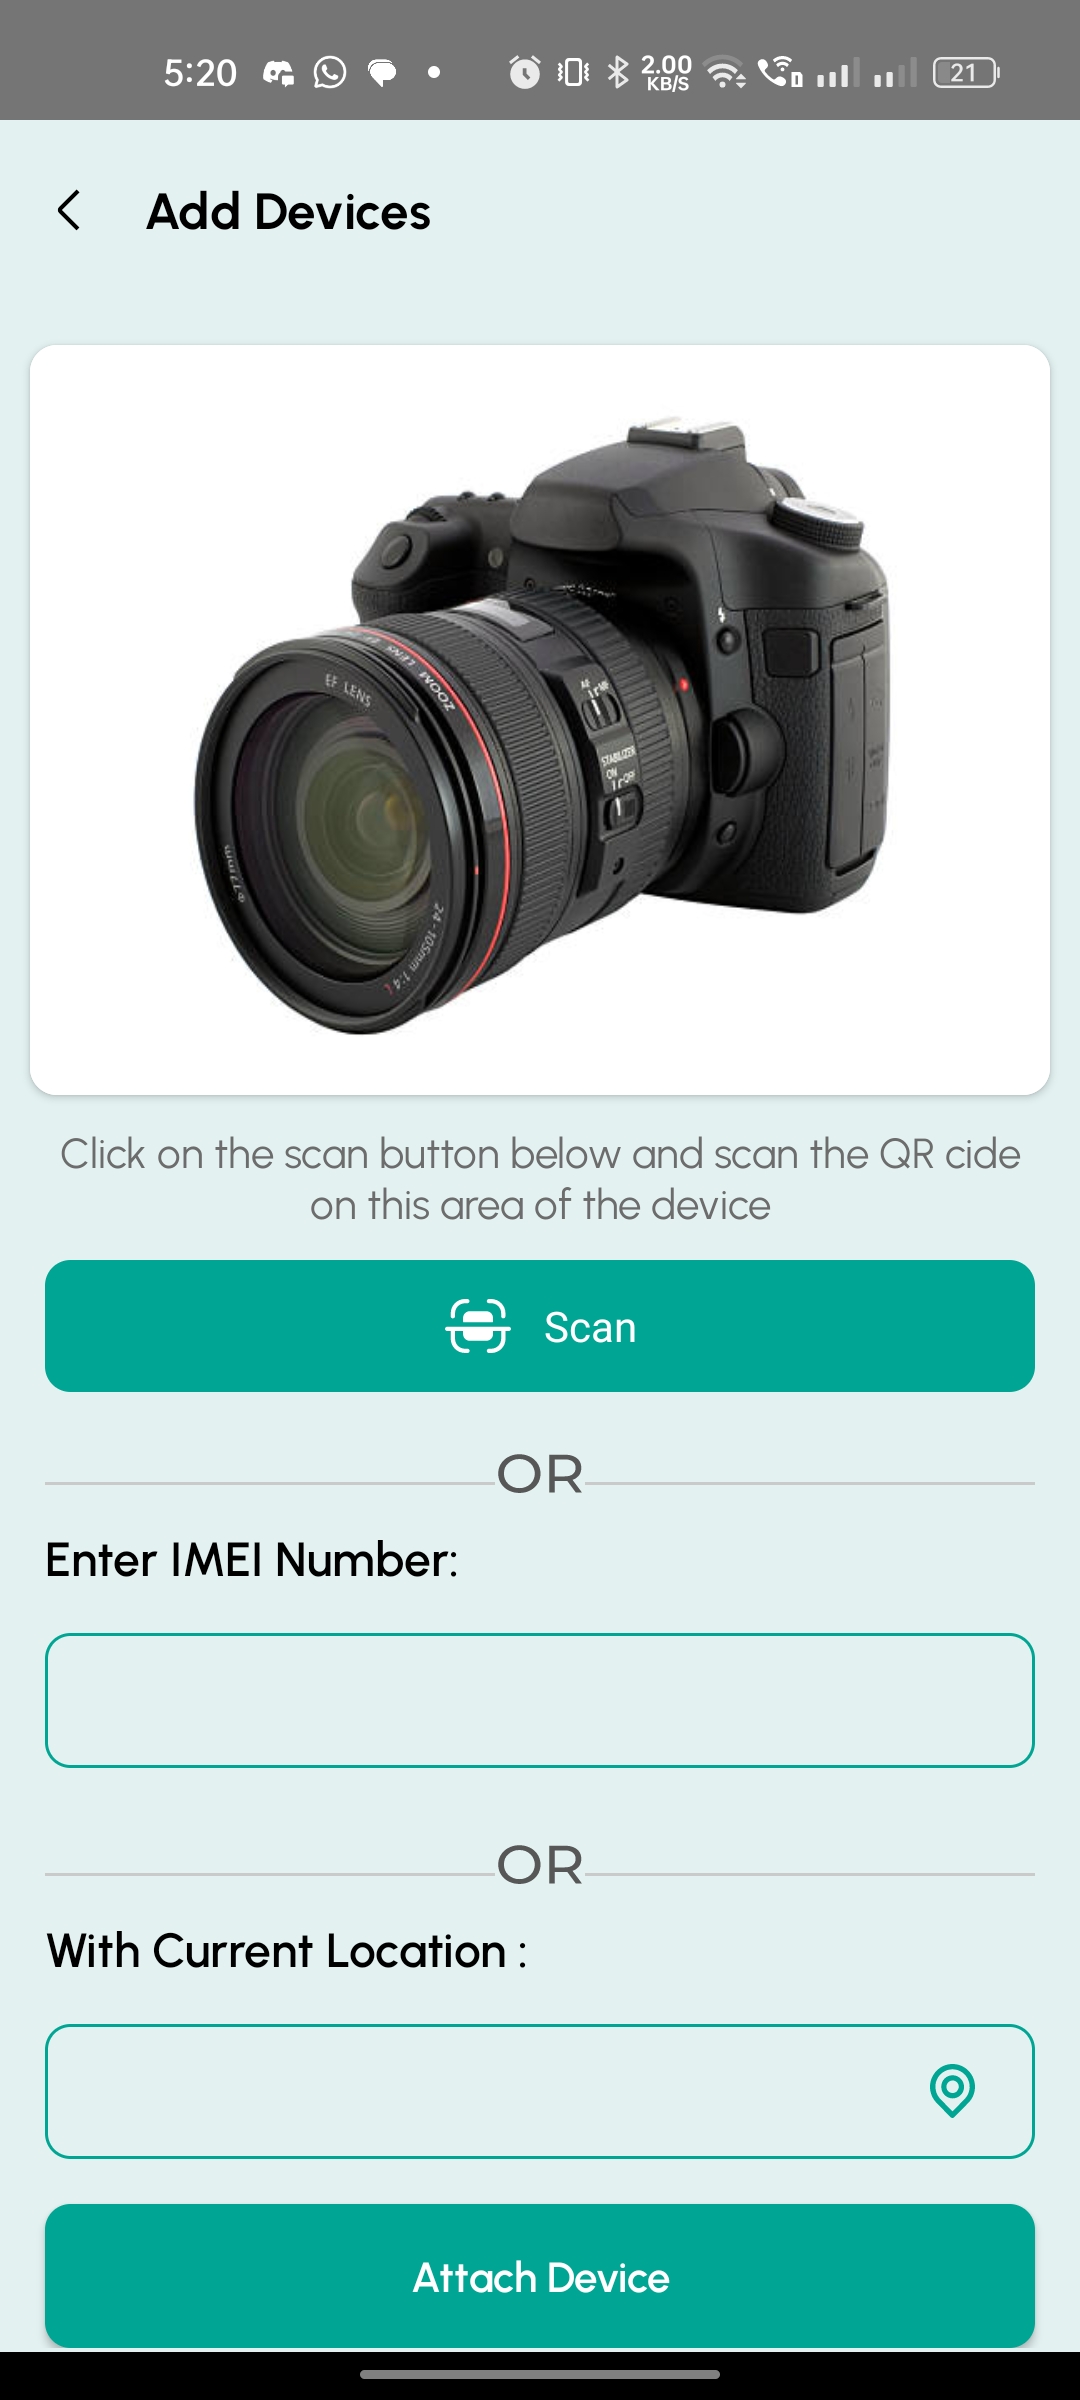 5:20
2.00
KB/S
21
Add Devices
EF LENS
ZOOM LENS EF
AF MF
STABILIZER
ON OFF
24-105mm 1:4 L
Click on the scan button below and scan the QR cide
on this area of the device
Scan
OR
Enter IMEI Number:
OR
With Current Location :
Attach Device